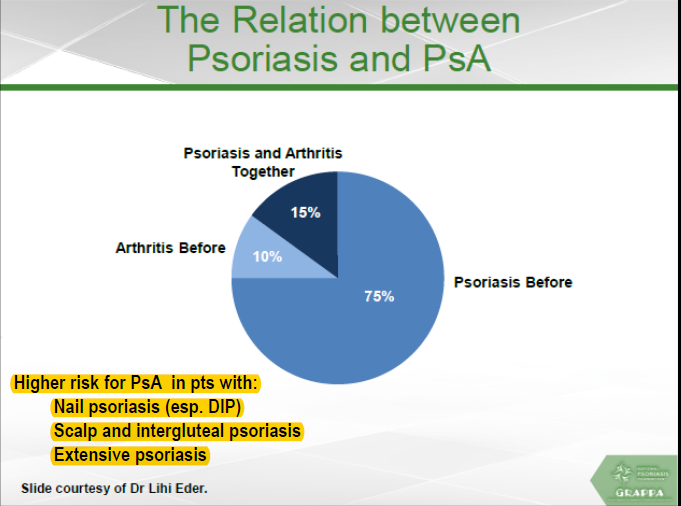 The Relation between
Psoriasis and PsA
Psoriasis and Arthritis
Together
15%
Arthritis Before
10%
75%
Psoriasis Before
Higher risk for PsA in pts with:
Nail psoriasis (esp. DIP)
Scalp and intergluteal psoriasis
Extensive psoriasis
Slide courtesy of Dr Lihi Eder.
PSORIASIS
GRAPPA